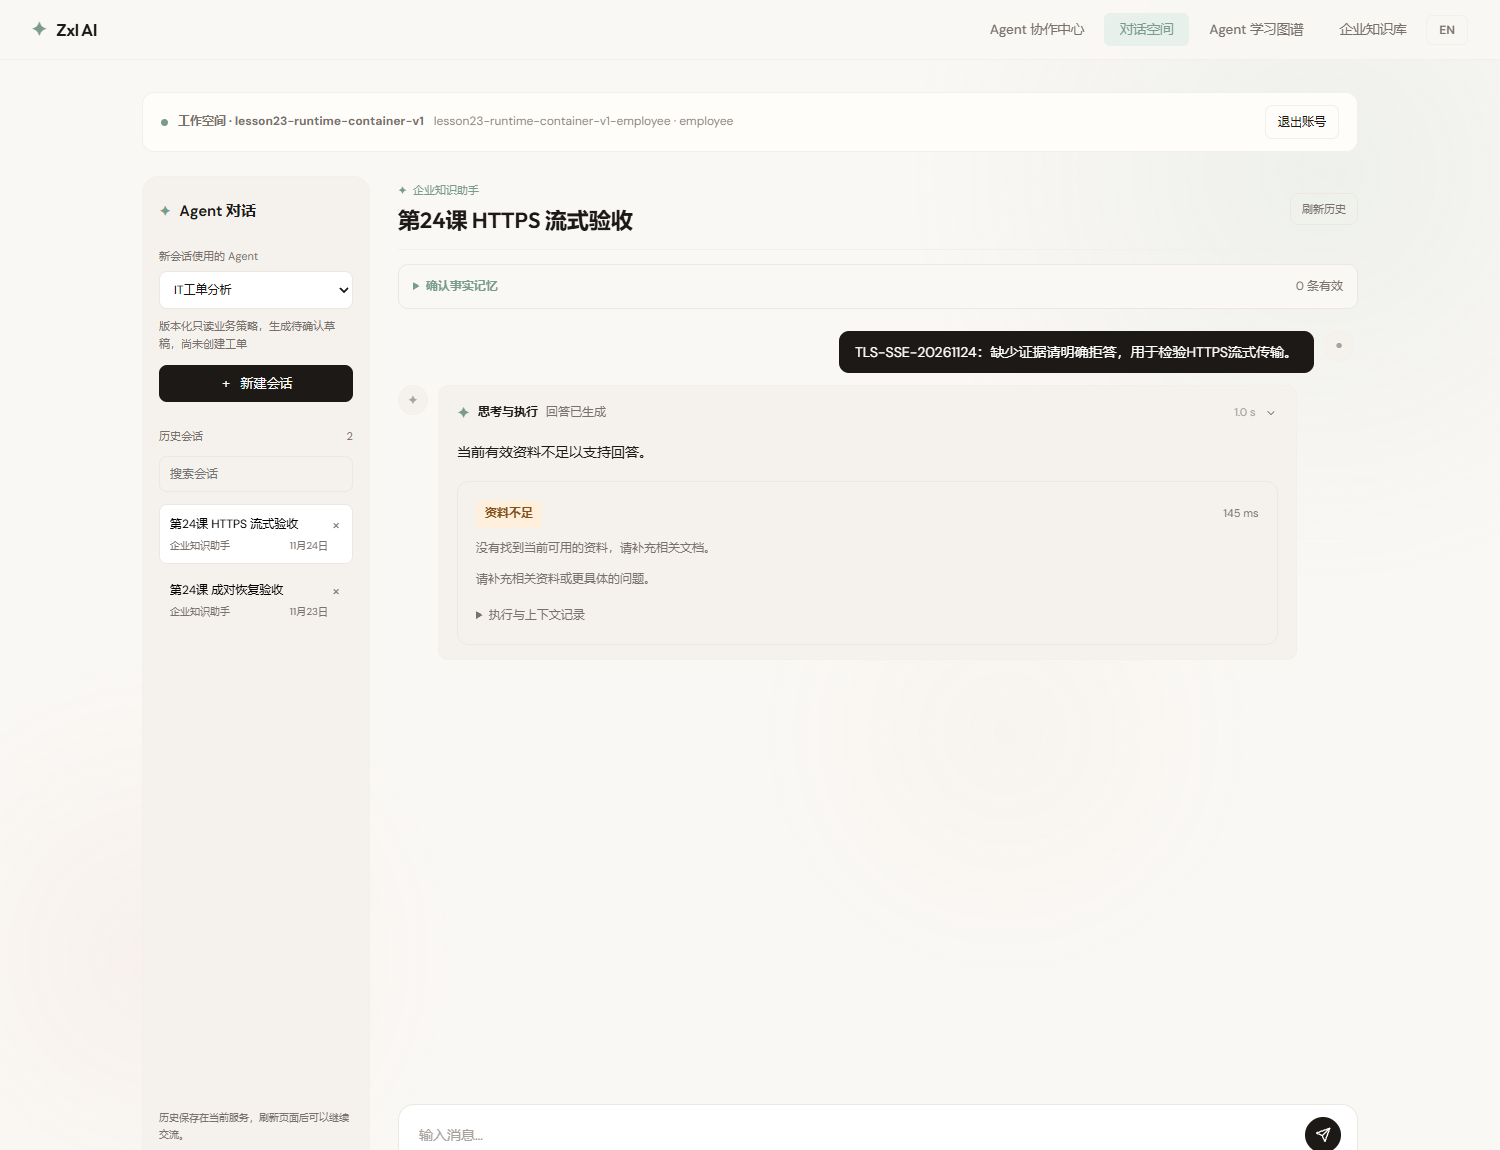 Zxl AI
Agent 协作中心
对话空间
Agent 学习图谱
企业知识库
EN
工作空间 · lesson23-runtime-container-v1 lesson23-runtime-container-v1-employee · employee
退出账号
Agent 对话
新会话使用的 Agent
IT工单分析
版本化只读业务策略，生成待确认草
稿，尚未创建工单
+ 新建会话
历史会话 2
搜索会话
第24课 HTTPS 流式验收 ×
企业知识助手 11月24日
第24课 成对恢复验收 ×
企业知识助手 11月23日
历史保存在当前服务，刷新页面后可以继续
交流。
企业知识助手
第24课 HTTPS 流式验收
刷新历史
确认事实记忆 0 条有效
TLS-SSE-20261124：缺少证据请明确拒答，用于检验HTTPS流式传输。
思考与执行 回答已生成 1.0 s
当前有效资料不足以支持回答。
资料不足 145 ms
没有找到当前可用的资料，请补充相关文档。
请补充相关资料或更具体的问题。
执行与上下文记录
输入消息...